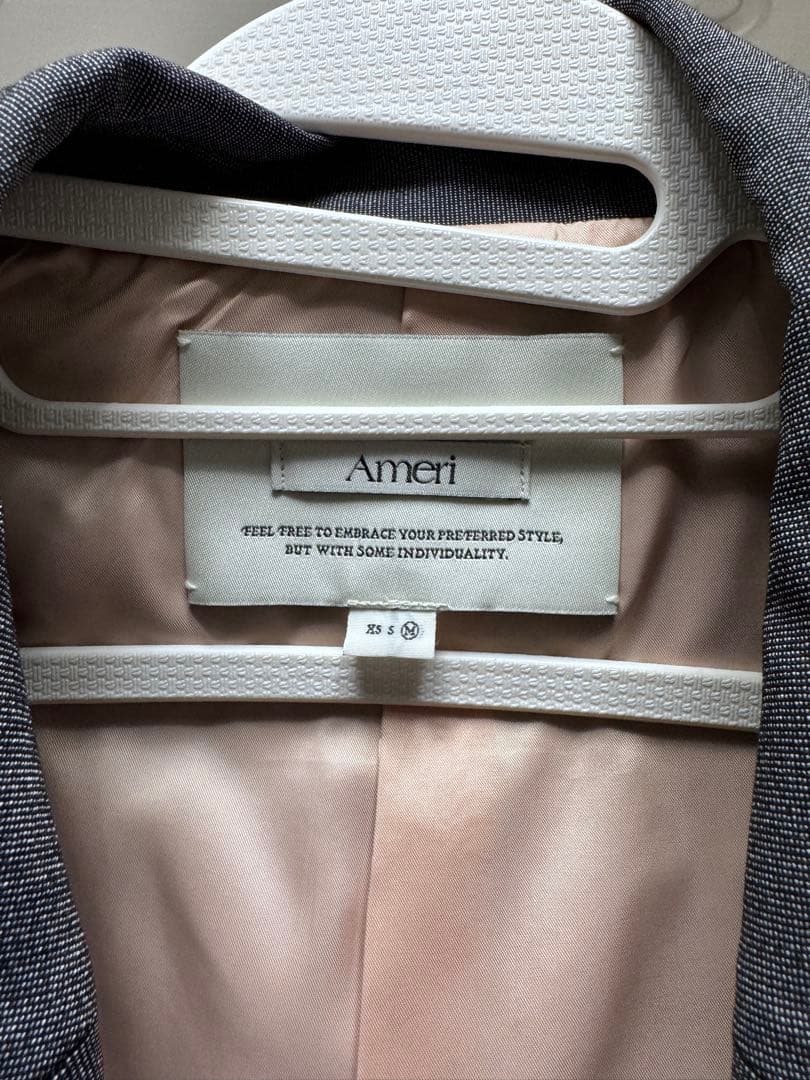 Ameri
FEEL FREE TO EMBRACE YOUR PREFERRED STYLE,
BUT WITH SOME INDIVIDUALITY.
XS S M